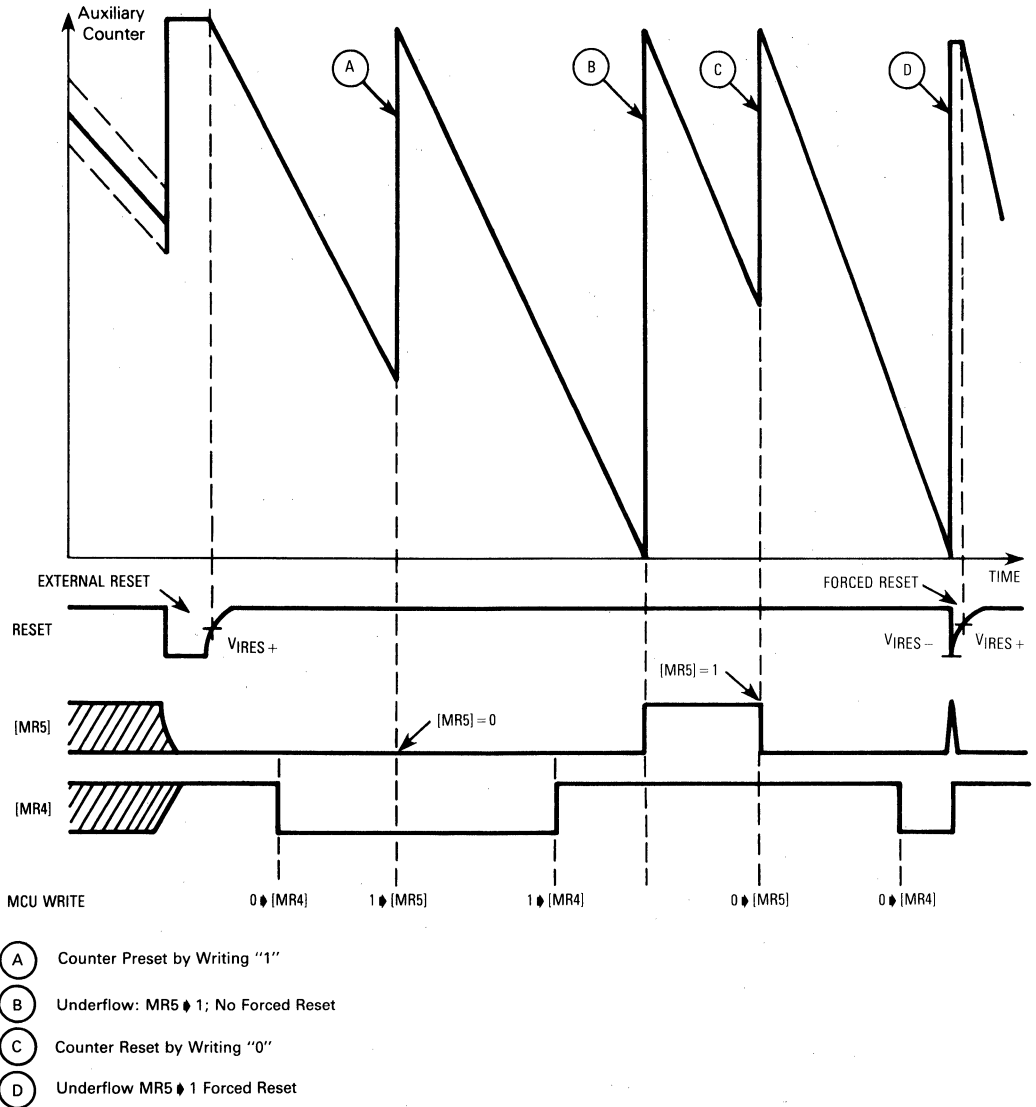 Auxiliary
Counter
A
B
C
D
TIME
EXTERNAL RESET
FORCED RESET
RESET
VIRES +
VIRES −
VIRES +
[MR5] = 1
[MR5]
[MR5] = 0
[MR4]
MCU WRITE
0 ➧ [MR4]
1 ➧ [MR5]
1 ➧ [MR4]
0 ➧ [MR5]
0 ➧ [MR4]
A Counter Preset by Writing "1"
B Underflow: MR5 ➧ 1; No Forced Reset
C Counter Reset by Writing "0"
D Underflow MR5 ➧ 1 Forced Reset